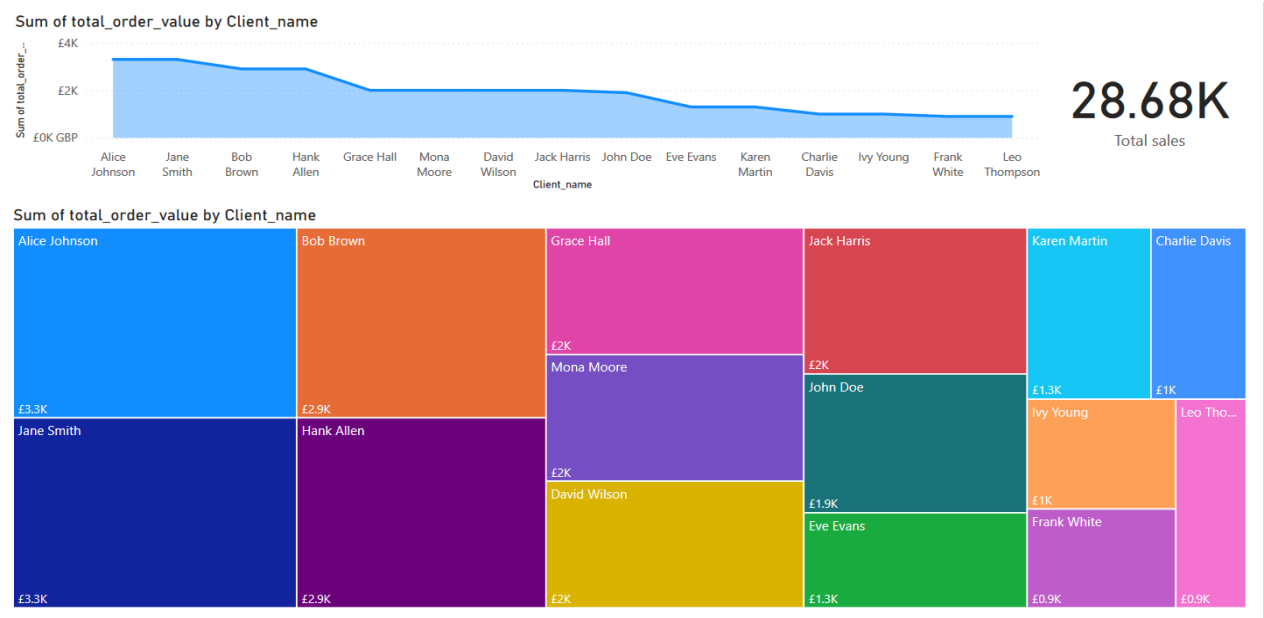 Sum of total_order_value by Client_name
Sum of total_order_...
£4K
£2K
£0K GBP
Alice Johnson
Jane Smith
Bob Brown
Hank Allen
Grace Hall
Mona Moore
David Wilson
Jack Harris
John Doe
Eve Evans
Karen Martin
Charlie Davis
Ivy Young
Frank White
Leo Thompson
Client_name
28.68K
Total sales
Sum of total_order_value by Client_name
Alice Johnson
£3.3K
Jane Smith
£3.3K
Bob Brown
£2.9K
Hank Allen
£2.9K
Grace Hall
£2K
Mona Moore
£2K
David Wilson
£2K
Jack Harris
£2K
John Doe
£1.9K
Eve Evans
£1.3K
Karen Martin
£1.3K
Charlie Davis
£1K
Ivy Young
£1K
Frank White
£0.9K
Leo Tho...
£0.9K